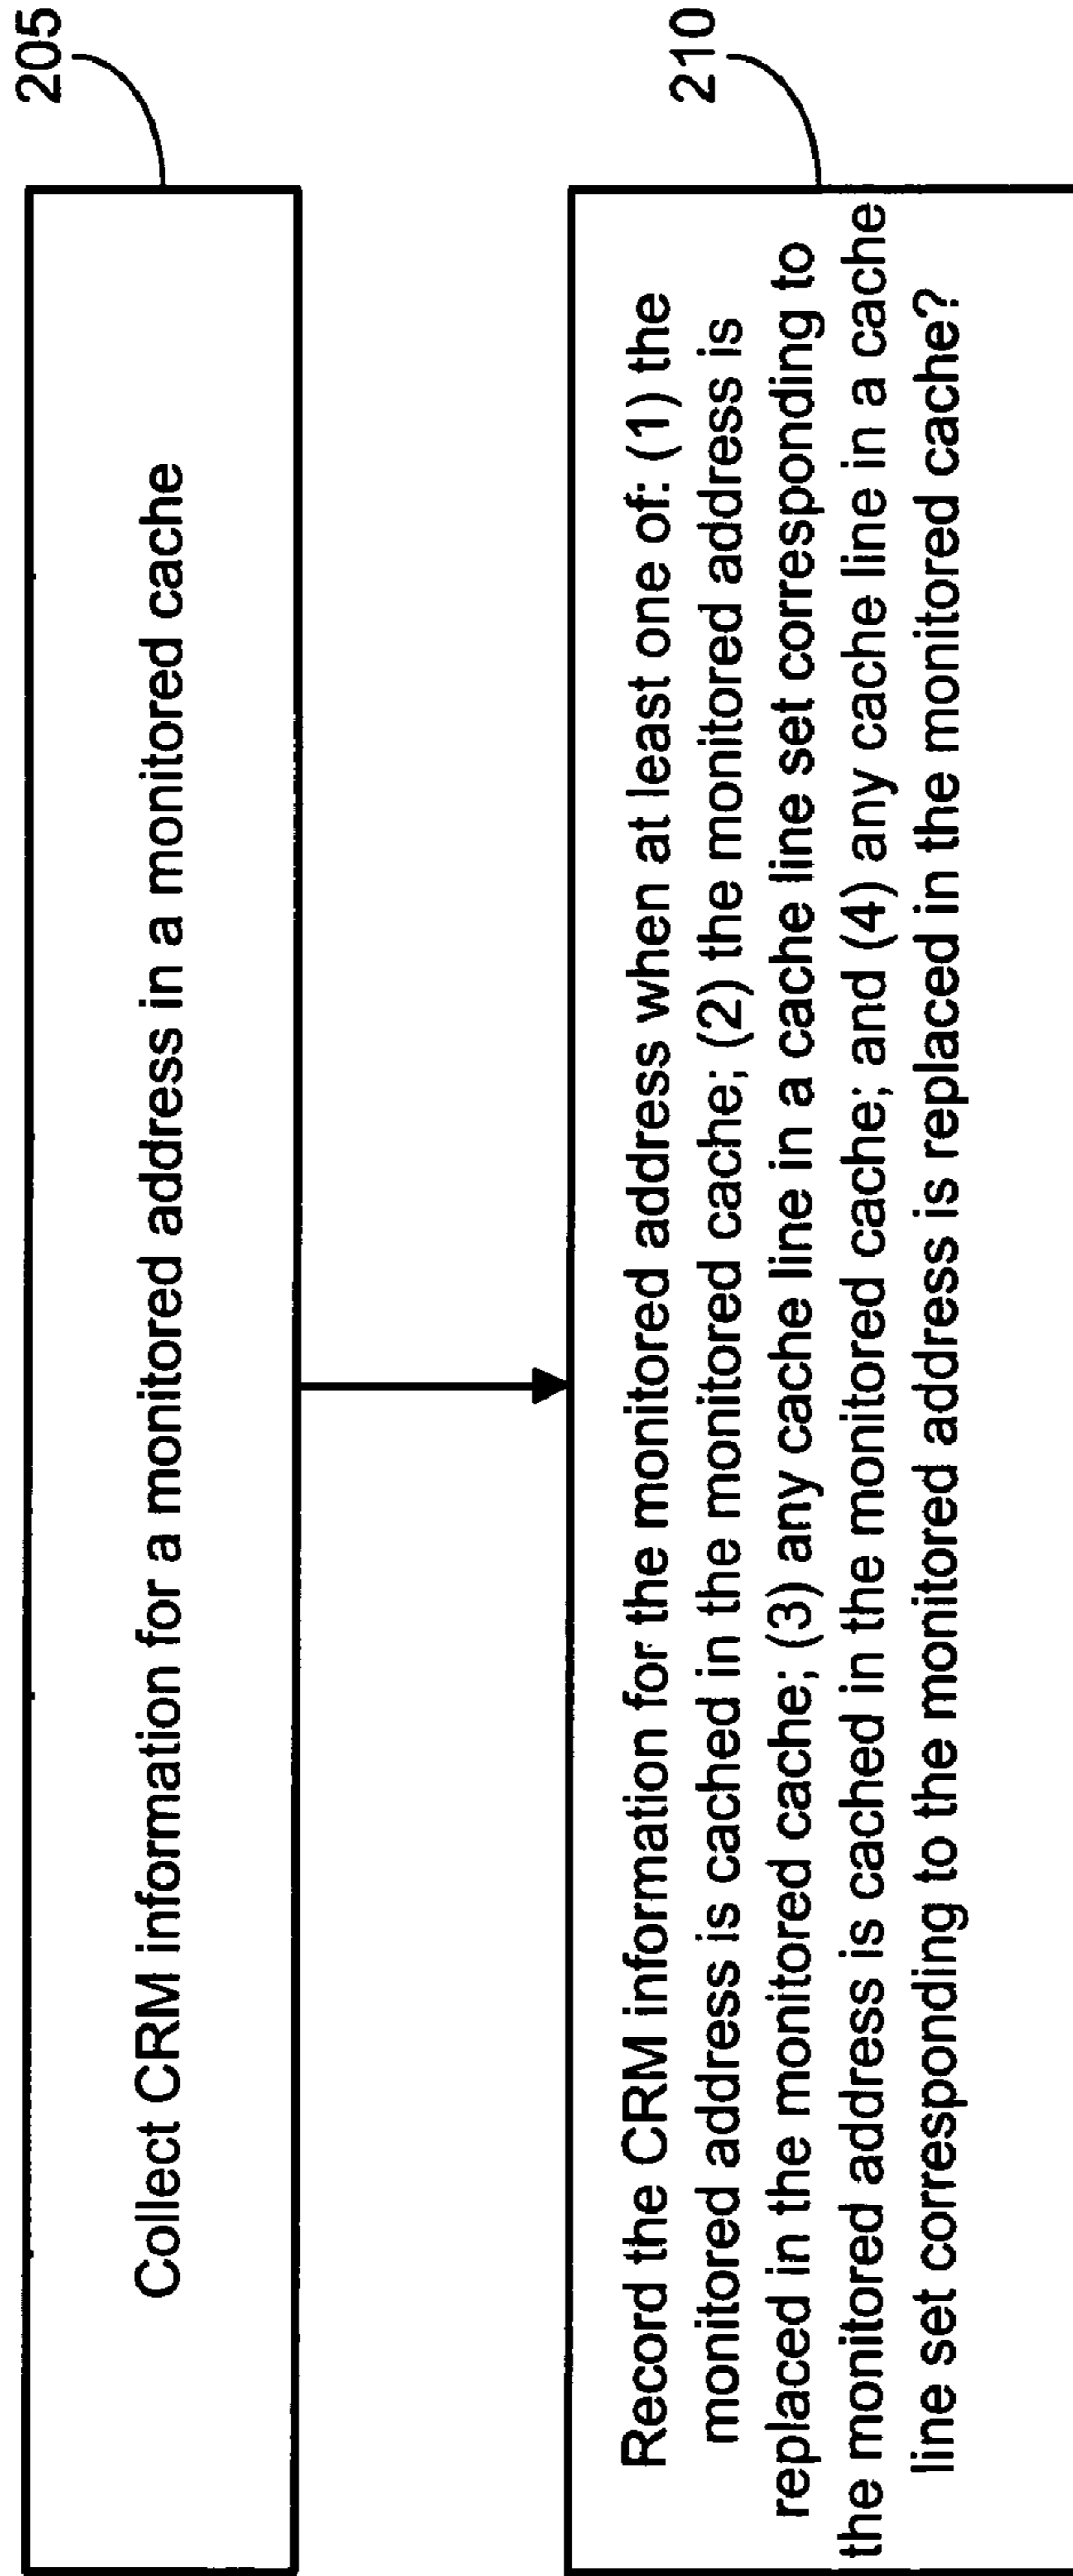 205
Collect CRM information for a monitored address in a monitored cache
210
Record the CRM information for the monitored address when at least one of: (1) the
monitored address is cached in the monitored cache; (2) the monitored address is
replaced in the monitored cache; (3) any cache line in a cache line set corresponding to
the monitored address is cached in the monitored cache; and (4) any cache line in a cache
line set corresponding to the monitored address is replaced in the monitored cache?